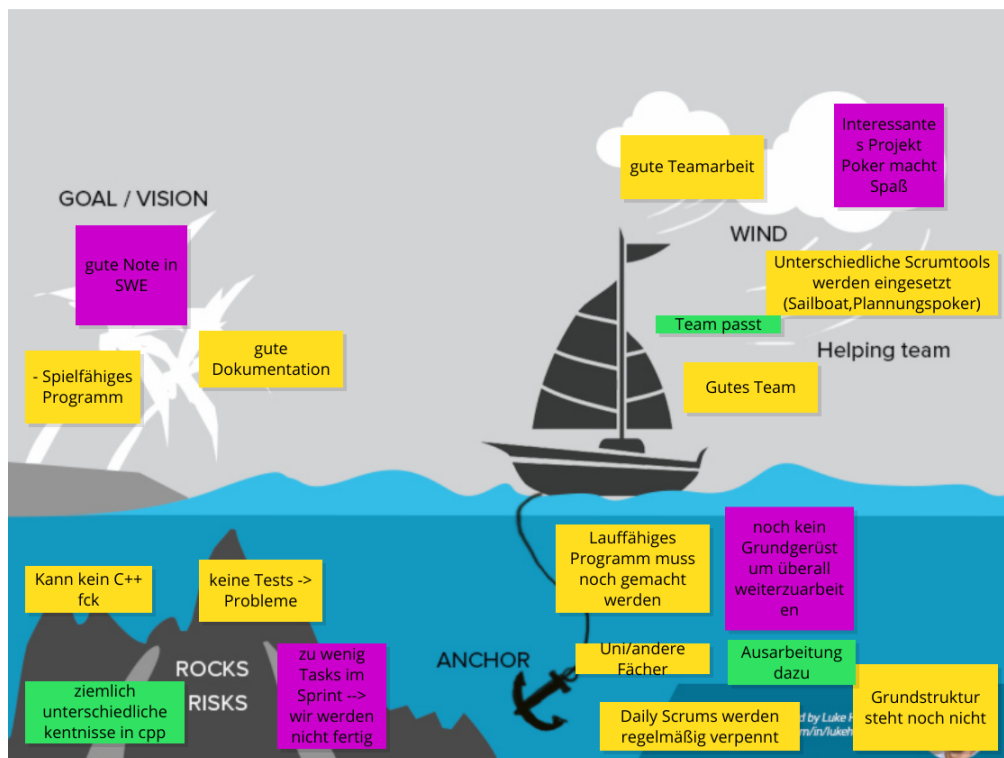 Interessante
s Projekt
Poker macht
Spaß
gute Teamarbeit
GOAL / VISION
WIND
gute Note in
SWE
Unterschiedliche Scrumtools
werden eingesetzt
(Sailboat,Plannungspoker)
Team passt
Helping team
gute
Dokumentation
- Spielfähiges
Programm
Gutes Team
Kann kein C++
fck
keine Tests ->
Probleme
Lauffähiges
Programm muss
noch gemacht
werden
noch kein
Grundgerüst
um überall
weiterzuarbeit
en
ROCKS
RISKS
zu wenig
Tasks im
Sprint -->
wir werden
nicht fertig
ziemlich
unterschiedliche
kentnisse in cpp
ANCHOR
Uni/andere
Fächer
Ausarbeitung
dazu
Daily Scrums werden
regelmäßig verpennt
Grundstruktur
steht noch nicht
by Luke